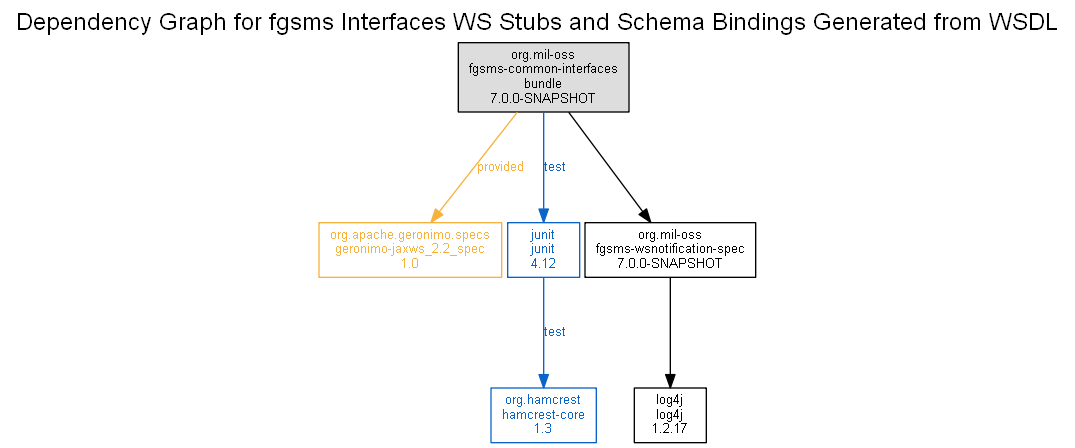 Dependency Graph for fgsms Interfaces WS Stubs and Schema Bindings Generated from WSDL
org.mil-oss
fgsms-common-interfaces
bundle
7.0.0-SNAPSHOT
provided
test
org.apache.geronimo.specs
geronimo-jaxws_2.2_spec
1.0
junit
junit
4.12
org.mil-oss
fgsms-wsnotification-spec
7.0.0-SNAPSHOT
test
org.hamcrest
hamcrest-core
1.3
log4j
log4j
1.2.17